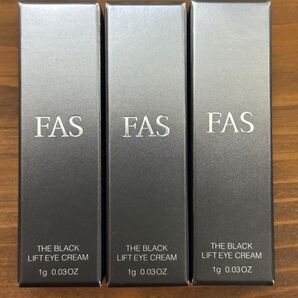 FAS
THE BLACK
LIFT EYE CREAM
1g 0.03OZ
FAS
THE BLACK
LIFT EYE CREAM
1g 0.03OZ
FAS
THE BLACK
LIFT EYE CREAM
1g 0.03OZ